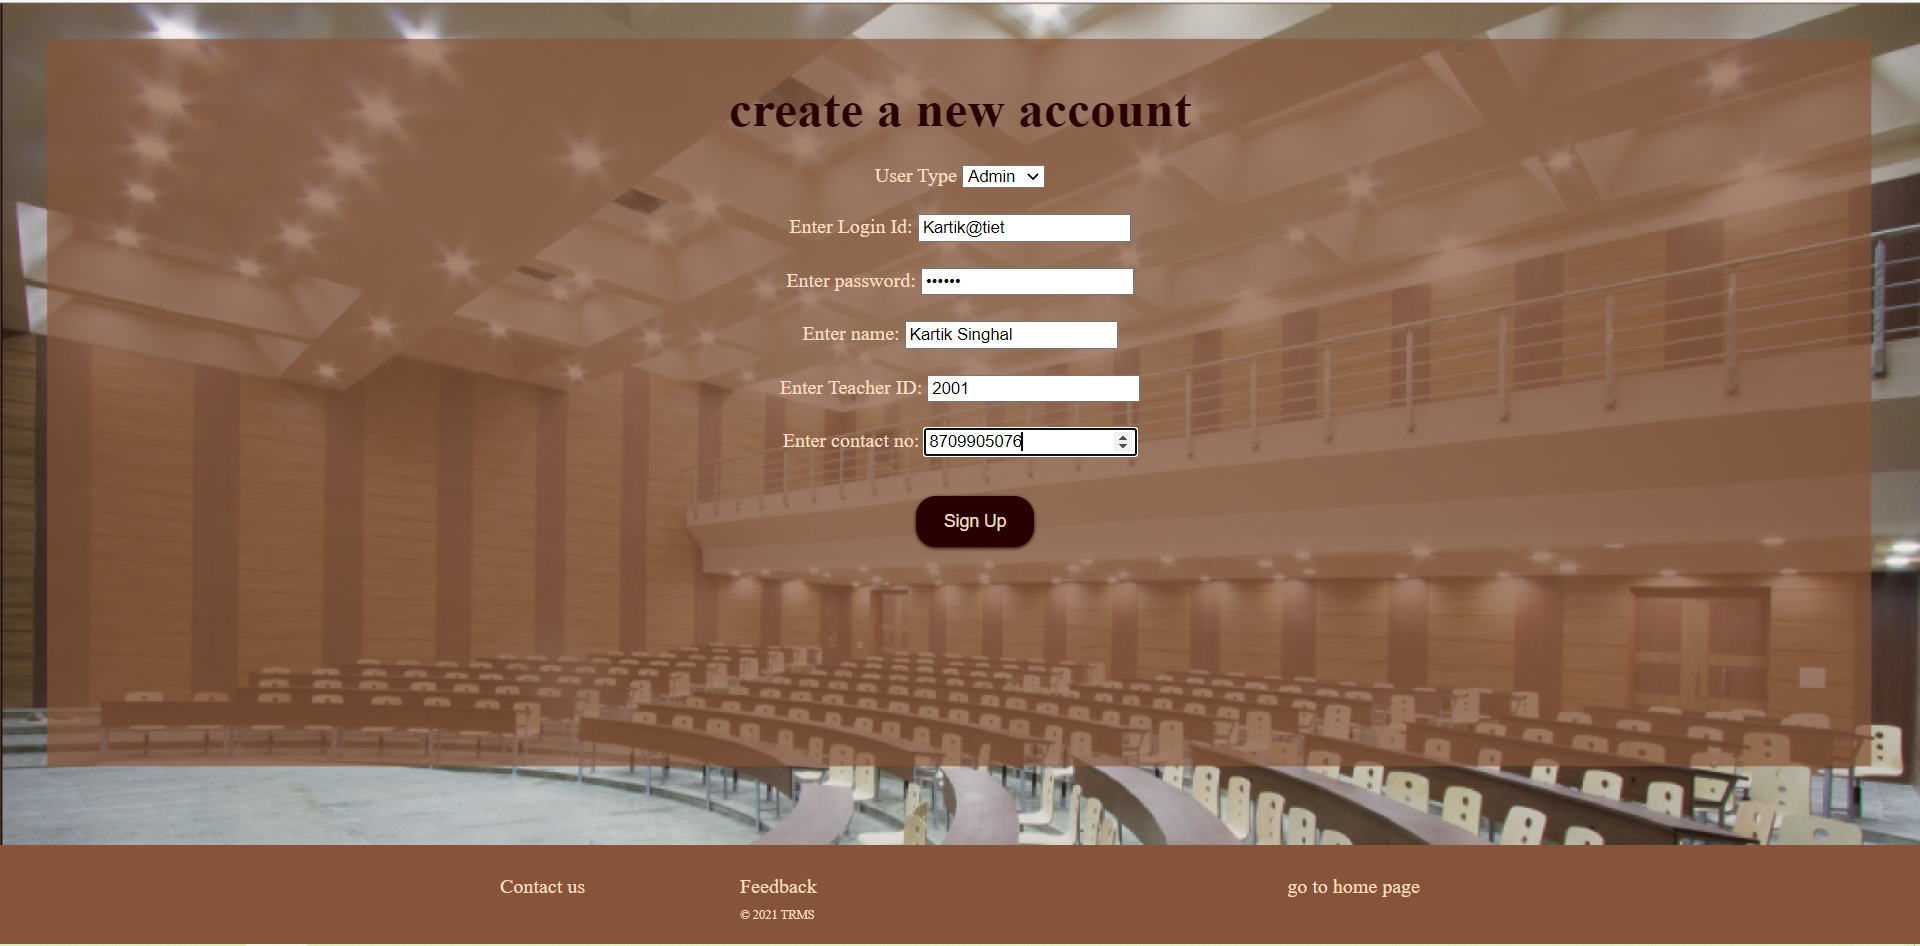 create a new account
User Type Admin
Enter Login Id: Kartik@tiet
Enter password: ••••••
Enter name: Kartik Singhal
Enter Teacher ID: 2001
Enter contact no: 8709905076
Sign Up
Contact us Feedback go to home page
© 2021 TRMS